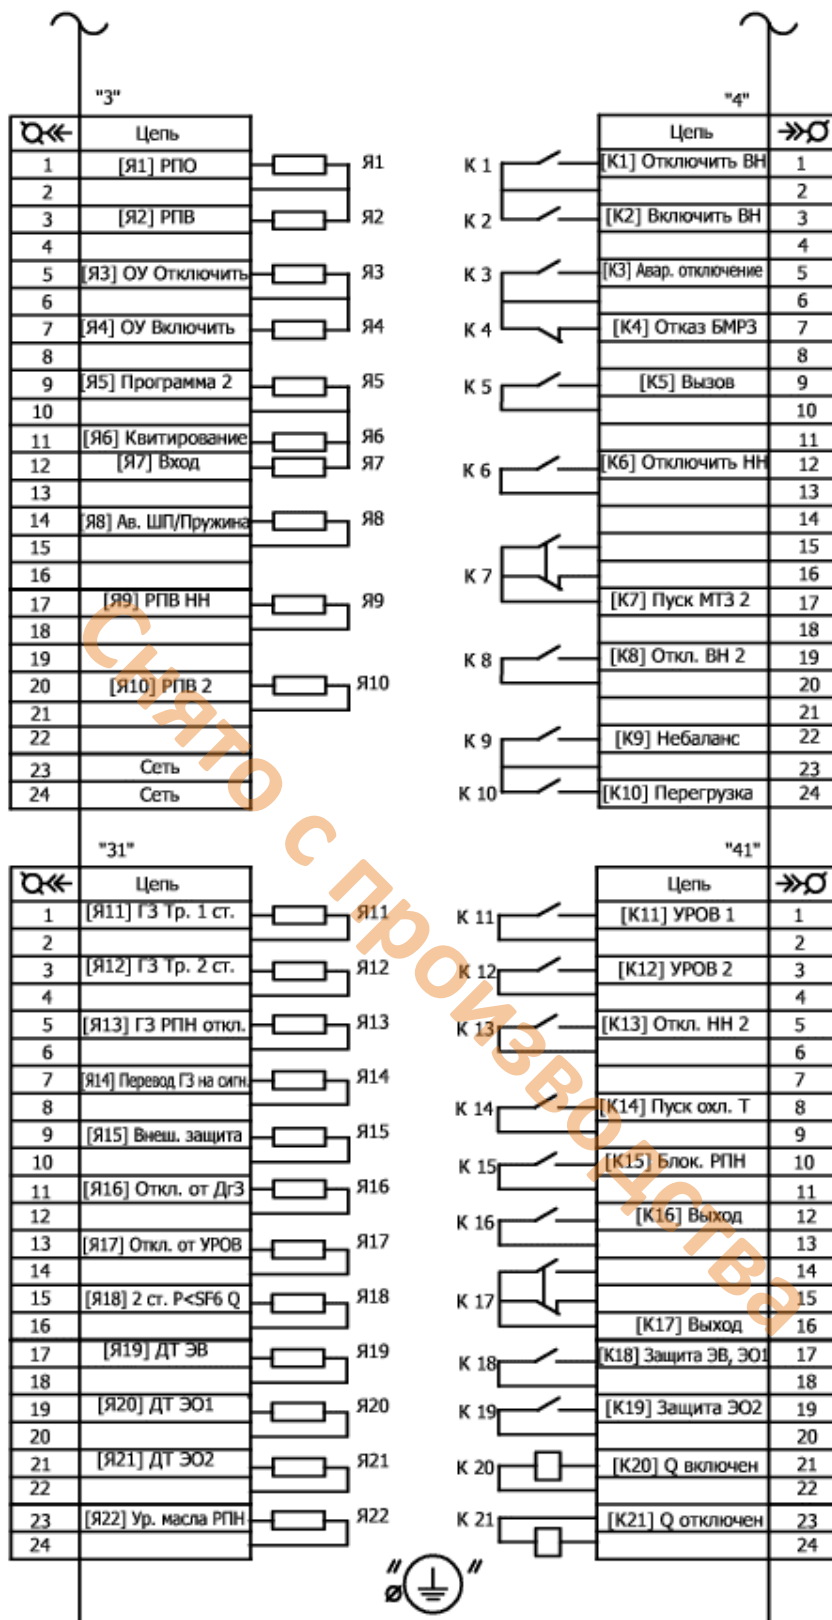 "3"
Цепь
1 [Я1] РПО Я1
2
3 [Я2] РПВ Я2
4
5 [Я3] ОУ Отключить Я3
6
7 [Я4] ОУ Включить Я4
8
9 [Я5] Программа 2 Я5
10
11 [Я6] Квитирование Я6
12 [Я7] Вход Я7
13
14 [Я8] Ав. ШП/Пружина Я8
15
16
17 [Я9] РПВ НН Я9
18
19
20 [Я10] РПВ 2 Я10
21
22
23 Сеть
24 Сеть
"4"
Цепь
К 1 [К1] Отключить ВН 1
2
К 2 [К2] Включить ВН 3
4
К 3 [К3] Авар. отключение 5
6
К 4 [К4] Отказ БМРЗ 7
8
К 5 [К5] Вызов 9
10
11
К 6 [К6] Отключить НН 12
13
14
15
К 7 16
[К7] Пуск МТЗ 2 17
18
К 8 [К8] Откл. ВН 2 19
20
21
К 9 [К9] Небаланс 22
23
К 10 [К10] Перегрузка 24
"31"
Цепь
1 [Я11] ГЗ Тр. 1 ст. Я11
2
3 [Я12] ГЗ Тр. 2 ст. Я12
4
5 [Я13] ГЗ РПН откл. Я13
6
7 [Я14] Перевод ГЗ на сигн. Я14
8
9 [Я15] Внеш. защита Я15
10
11 [Я16] Откл. от ДгЗ Я16
12
13 [Я17] Откл. от УРОВ Я17
14
15 [Я18] 2 ст. P<SF6 Q Я18
16
17 [Я19] ДТ ЭВ Я19
18
19 [Я20] ДТ ЭО1 Я20
20
21 [Я21] ДТ ЭО2 Я21
22
23 [Я22] Ур. масла РПН Я22
24
"41"
Цепь
К 11 [К11] УРОВ 1 1
2
К 12 [К12] УРОВ 2 3
4
К 13 [К13] Откл. НН 2 5
6
7
К 14 [К14] Пуск охл. Т 8
9
К 15 [К15] Блок. РПН 10
11
К 16 [К16] Выход 12
13
14
К 17 15
[К17] Выход 16
К 18 [К18] Защита ЭВ, ЭО1 17
18
К 19 [К19] Защита ЭО2 19
20
К 20 [К20] Q включен 21
22
К 21 [К21] Q отключен 23
24
Снято с производства